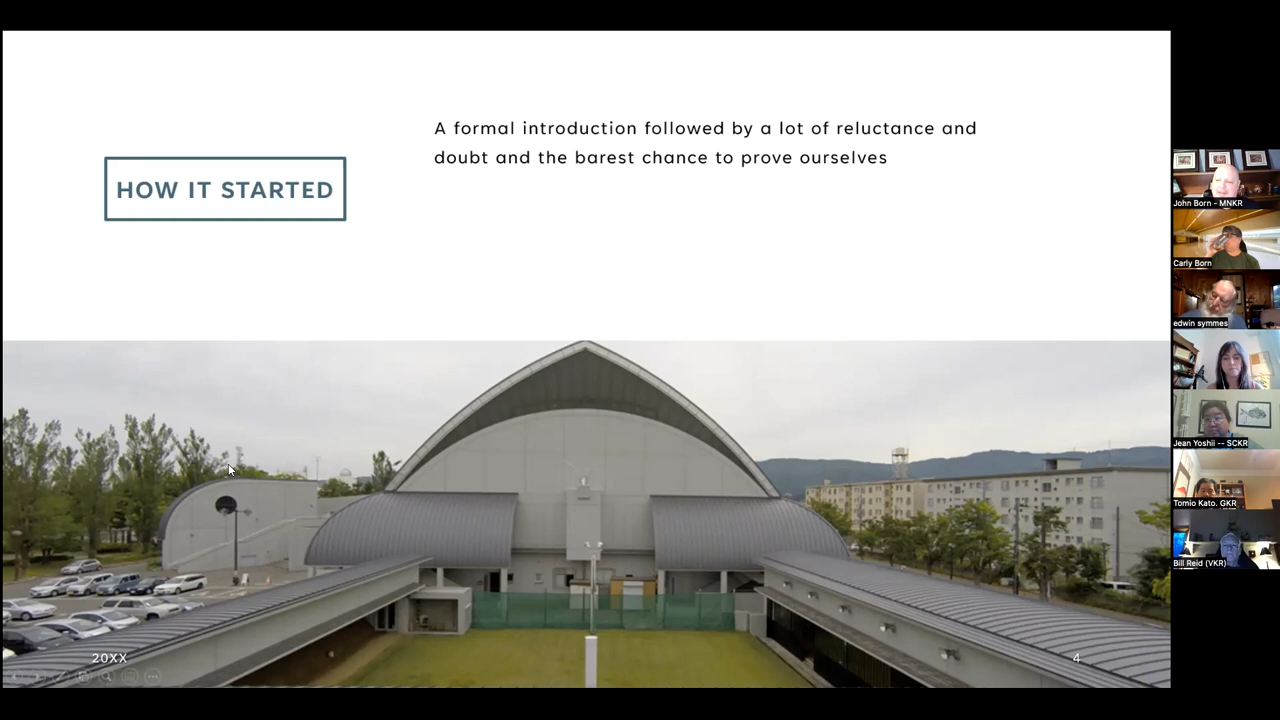 A formal introduction followed by a lot of reluctance and
doubt and the barest chance to prove ourselves
HOW IT STARTED
20XX
4
John Born - MNKR
Carly Born
edwin symmes
Jean Yoshii -- SCKR
Tomio Kato. GKR
Bill Reid (VKR)